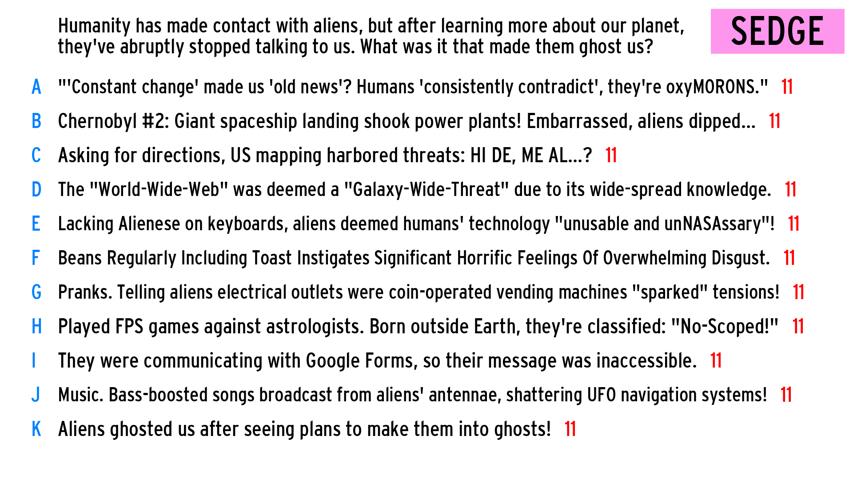 Humanity has made contact with aliens, but after learning more about our planet,
they've abruptly stopped talking to us. What was it that made them ghost us?
SEDGE
A "'Constant change' made us 'old news'? Humans 'consistently contradict', they're oxyMORONS." 11
B Chernobyl #2: Giant spaceship landing shook power plants! Embarrassed, aliens dipped... 11
C Asking for directions, US mapping harbored threats: HI DE, ME AL...? 11
D The "World-Wide-Web" was deemed a "Galaxy-Wide-Threat" due to its wide-spread knowledge. 11
E Lacking Alienese on keyboards, aliens deemed humans' technology "unusable and unNASAssary"! 11
F Beans Regularly Including Toast Instigates Significant Horrific Feelings Of Overwhelming Disgust. 11
G Pranks. Telling aliens electrical outlets were coin-operated vending machines "sparked" tensions! 11
H Played FPS games against astrologists. Born outside Earth, they're classified: "No-Scoped!" 11
I They were communicating with Google Forms, so their message was inaccessible. 11
J Music. Bass-boosted songs broadcast from aliens' antennae, shattering UFO navigation systems! 11
K Aliens ghosted us after seeing plans to make them into ghosts! 11